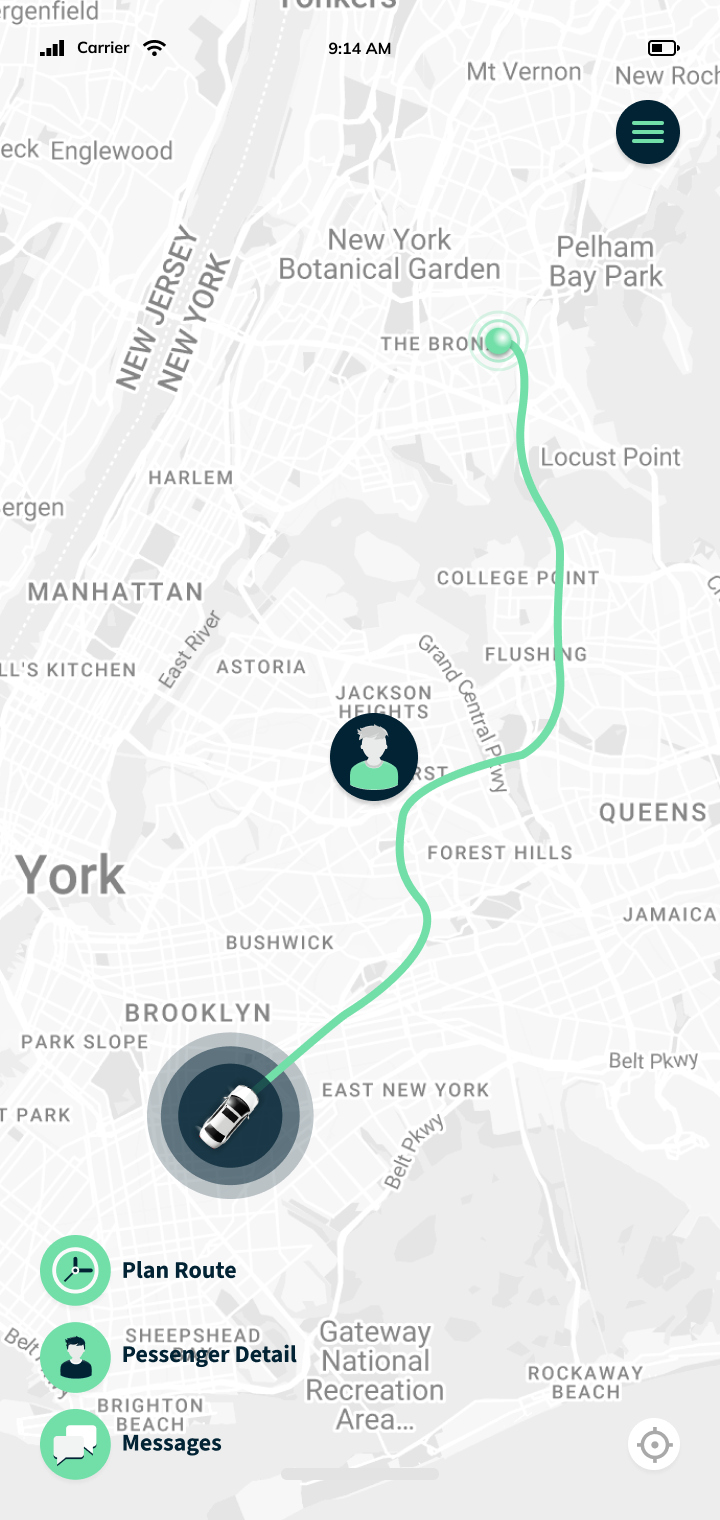 Yonkers
ergenfield
Carrier
9:14 AM
Mt Vernon
New Roch
eck
Englewood
New York
Botanical Garden
Pelham
Bay Park
NEW JERSEY
NEW YORK
THE BRON
Locust Point
HARLEM
ergen
COLLEGE POINT
MANHATTAN
East River
FLUSHING
LL'S KITCHEN
ASTORIA
Grand Central Pkwy
JACKSON
HEIGHTS
RST
QUEENS
FOREST HILLS
York
JAMAICA
BUSHWICK
BROOKLYN
PARK SLOPE
Belt Pkwy
EAST NEW YORK
T PARK
Belt Pkwy
Plan Route
SHEEPSHEAD
Belt
Passenger Detail
Gateway
National
Recreation
Area...
ROCKAWAY
BEACH
BRIGHTON
BEACH
Messages